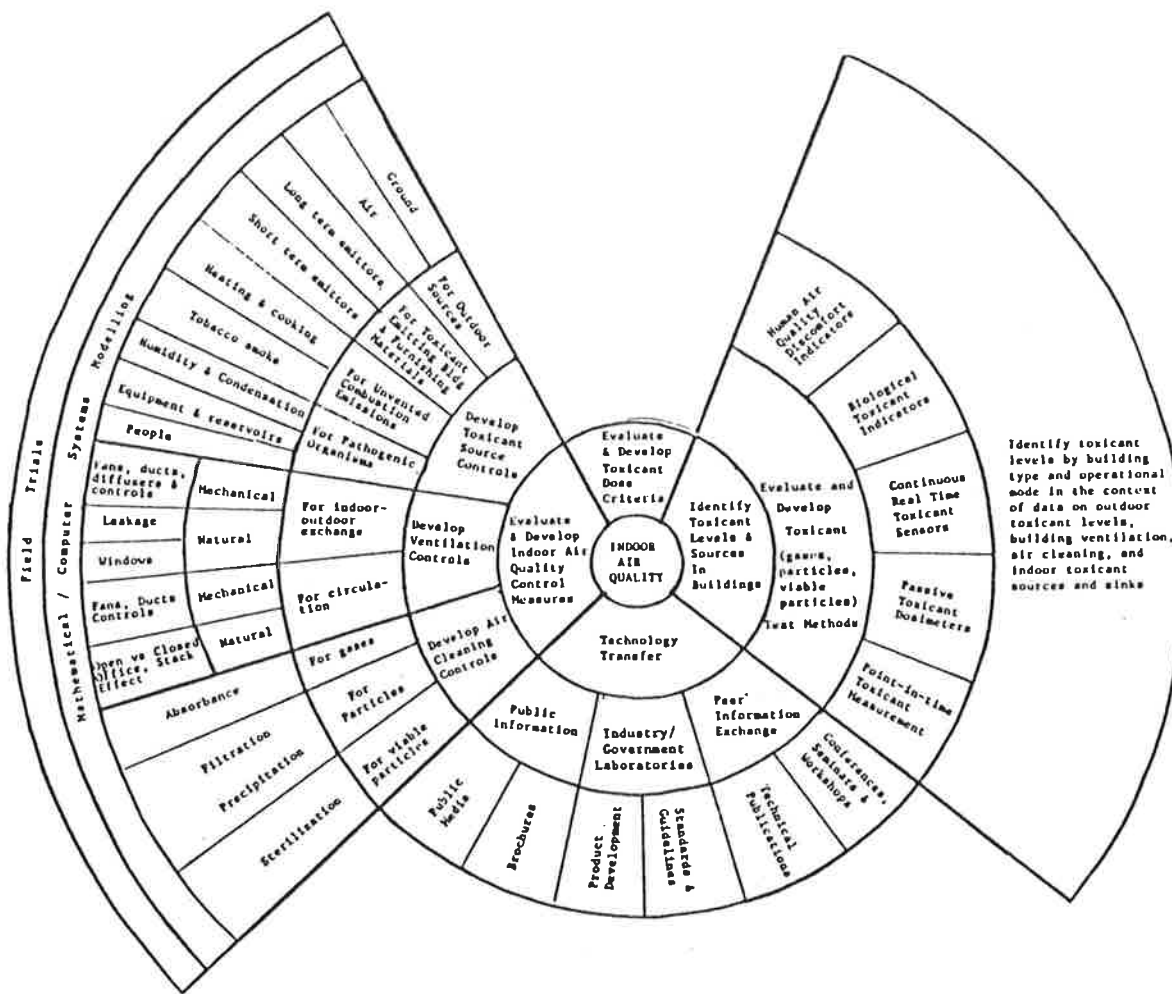 INDOOR
AIR
QUALITY
Evaluate
& Develop
Toxicant
Dose
Criteria
Identify
Toxicant
Levels &
Sources
In
Buildings
Technology
Transfer
Evaluate
& Develop
Indoor Air
Quality
Control
Measures
Evaluate and
Develop
Toxicant
(gases,
particles,
viable
particles)
Test Methods
Human Air
Quality
Discomfort
Indicators
Biological
Toxicant
Indicators
Continuous
Real Time
Toxicant
Sensors
Passive
Toxicant
Dosimeters
Point-in-time
Toxicant
Measurement
Identify toxicant
levels by building
type and operational
mode in the context
of data on outdoor
toxicant levels,
building ventilation,
air cleaning, and
indoor toxicant
sources and sinks
Peer
Information
Exchange
Industry/
Government
Laboratories
Public
Information
Conferences,
Seminars &
Workshops
Technical
Publications
Standards &
Guidelines
Product
Development
Brochures
Public
Media
Develop
Toxicant
Source
Controls
Develop
Ventilation
Controls
Develop Air
Cleaning
Controls
For Outdoor
Sources
For Toxicant
Emitting Bldg
& Furnishing
Materials
For Unvented
Combustion
Emissions
For Pathogenic
Organisms
For indoor-
outdoor
exchange
For circula-
tion
For gases
For
Particles
For viable
particles
Ground
Air
Long term emittors
Short term emittors
Heating & cooking
Tobacco smoke
Humidity & Condensation
Equipment & reservoirs
People
Mechanical
Fans, ducts,
diffusers &
controls
Natural
Leakage
Windows
Mechanical
Fans, Ducts
Controls
Natural
Open vs Closed
Office, Stack
Effect
Absorbance
Filtration
Precipitation
Sterilization
Mathematical / Computer Systems Modelling
Field Trials